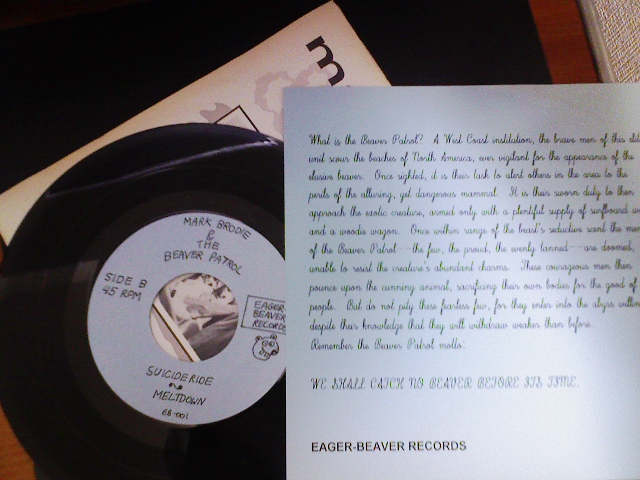 m
MARK BRODIE
&
THE
BEAVER PATROL
SIDE B
45 RPM
EAGER-
BEAVER
RECORDS
SUICIDE RIDE
MELTDOWN
EB-001
What is the Beaver Patrol? A West Coast institution, the brave men of this
unit scour the beaches of North America, ever vigilant for the appearance of the
elusive beaver. Once sighted, it is their task to alert others in the area to the
perils of the alluring, yet dangerous mammal. It is their sworn duty to then
approach the exotic creature, armed only with a plentiful supply of surfboard
and a woodie wagon. Once within range of the beast's seductive scent the men
of the Beaver Patrol—the few, the proud, the evenly tanned—are doomed,
unable to resist the creature's abundant charms. These courageous men then
pounce upon the cunning animal, sacrificing their own bodies for the good of
people. But do not pity these fearless few, for they enter into the abyss
despite their knowledge that they will withdraw weaker than before.
Remember the Beaver Patrol motto:
WE SHALL CATCH NO BEAVER BEFORE ITS TIME.
EAGER-BEAVER RECORDS